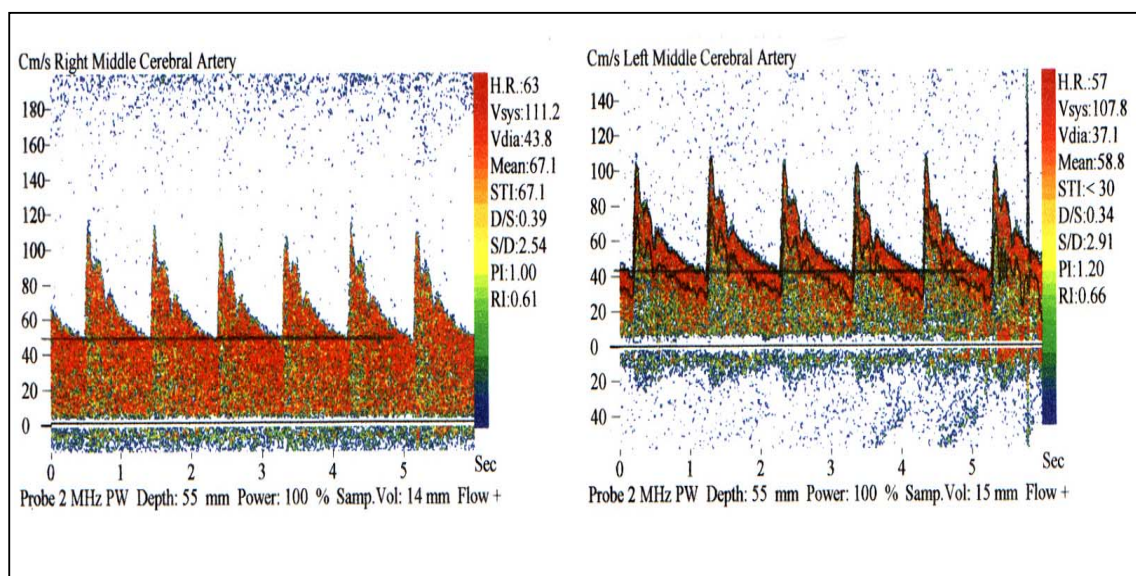 Cm/s Right Middle Cerebral Artery
180
160
140
120
100
80
60
40
20
0
0 1 2 3 4 5 Sec
H.R.:63
Vsys:111.2
Vdia:43.8
Mean:67.1
STI:67.1
D/S:0.39
S/D:2.54
PI:1.00
RI:0.61
Probe 2 MHz PW Depth: 55 mm Power: 100 % Samp.Vol: 14 mm Flow +
Cm/s Left Middle Cerebral Artery
140
120
100
80
60
40
20
0
20
40
0 1 2 3 4 5 Sec
H.R.:57
Vsys:107.8
Vdia:37.1
Mean:58.8
STI:< 30
D/S:0.34
S/D:2.91
PI:1.20
RI:0.66
Probe 2 MHz PW Depth: 55 mm Power: 100 % Samp.Vol: 15 mm Flow +